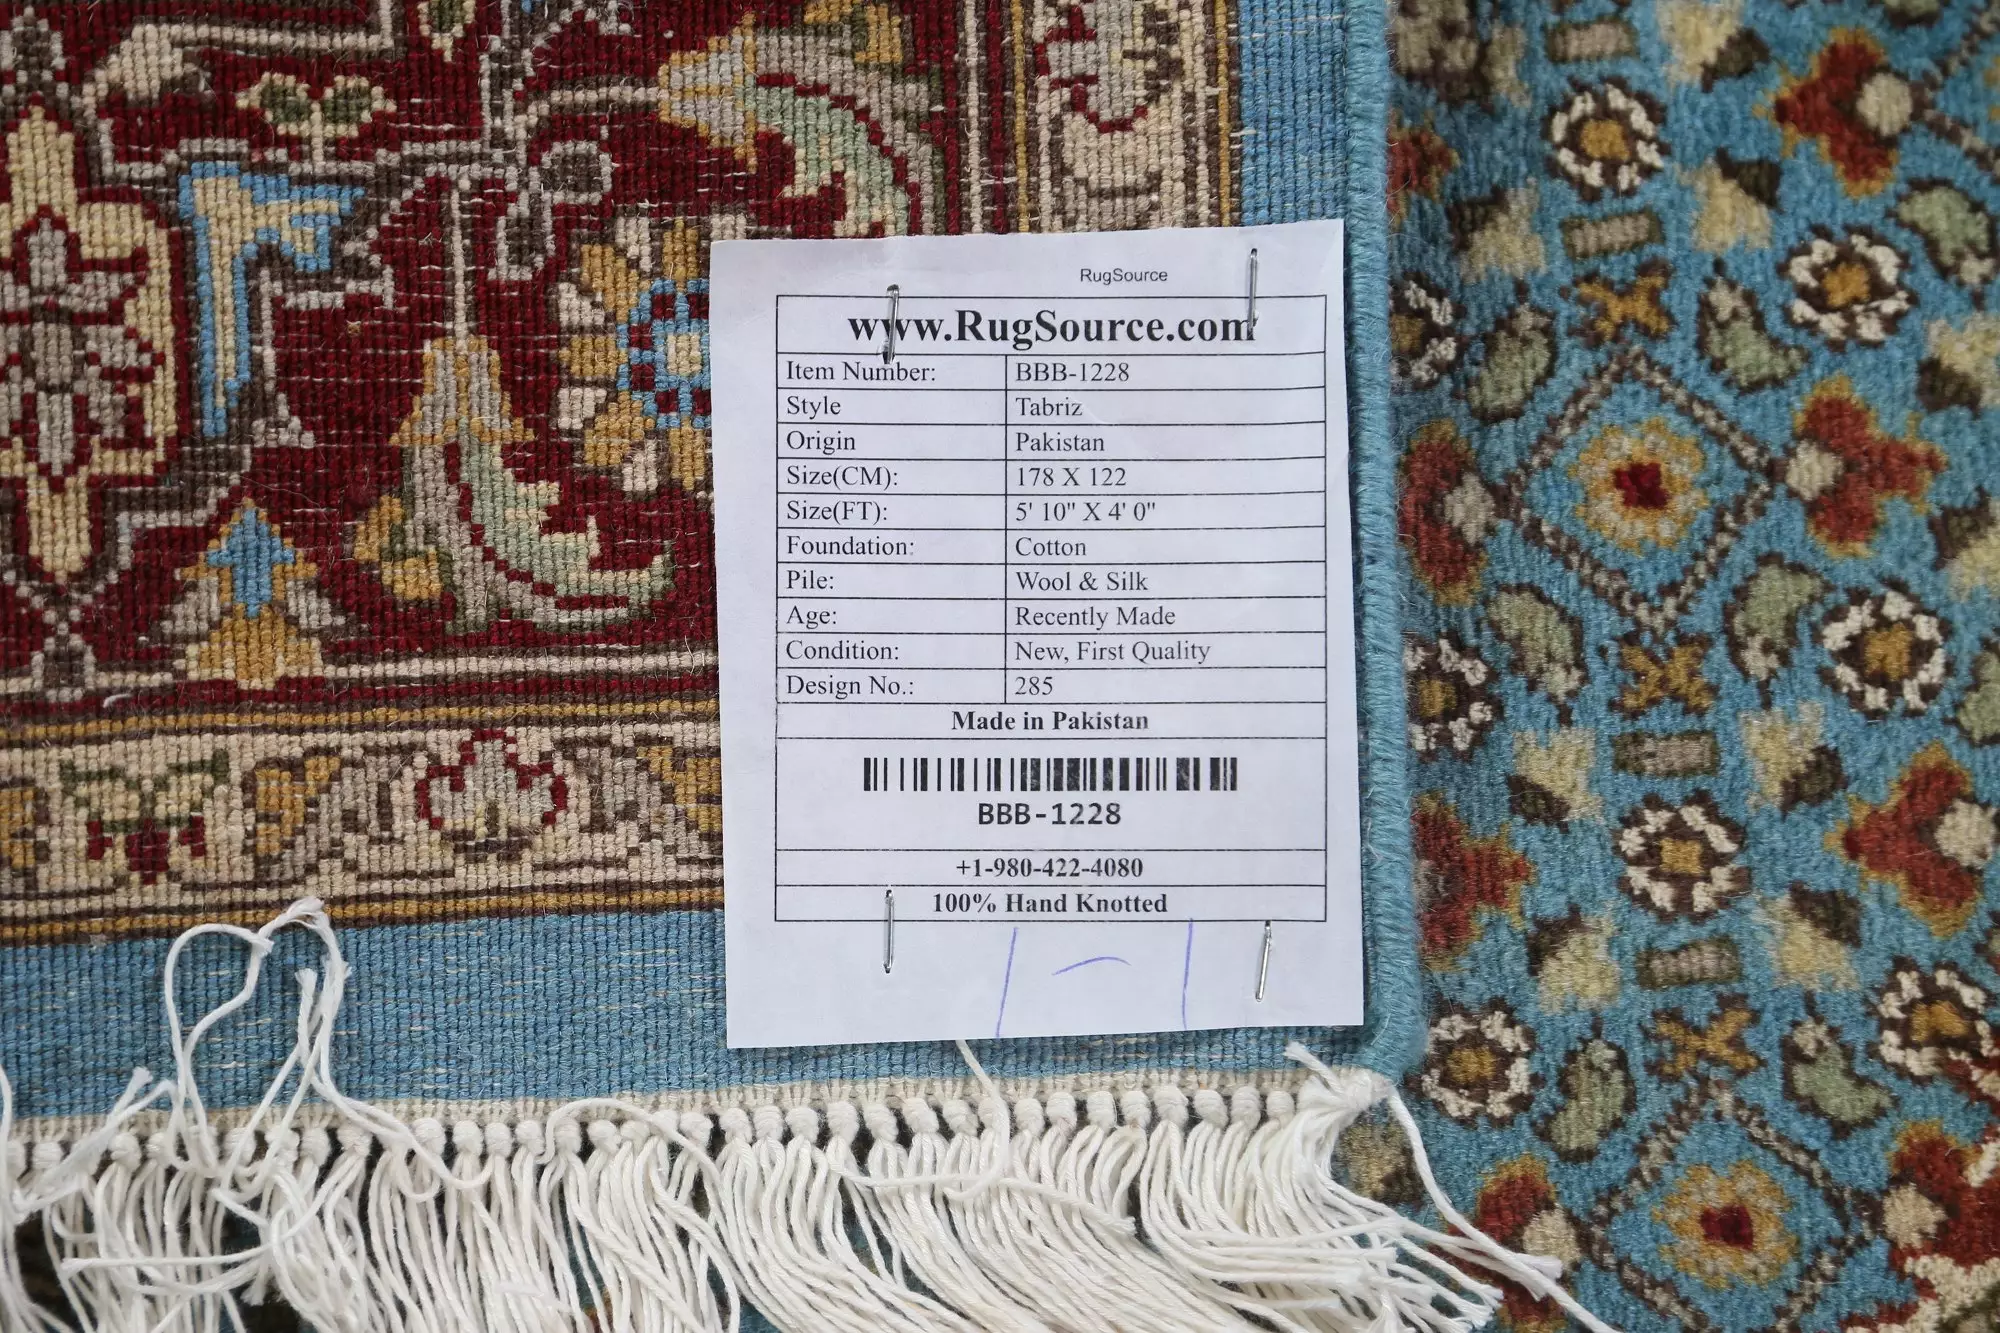 RugSource
www.RugSource.com
Item Number: BBB-1228
Style Tabriz
Origin Pakistan
Size(CM): 178 X 122
Size(FT): 5' 10" X 4' 0"
Foundation: Cotton
Pile: Wool & Silk
Age: Recently Made
Condition: New, First Quality
Design No.: 285
Made in Pakistan
BBB-1228
+1-980-422-4080
100% Hand Knotted
1-1